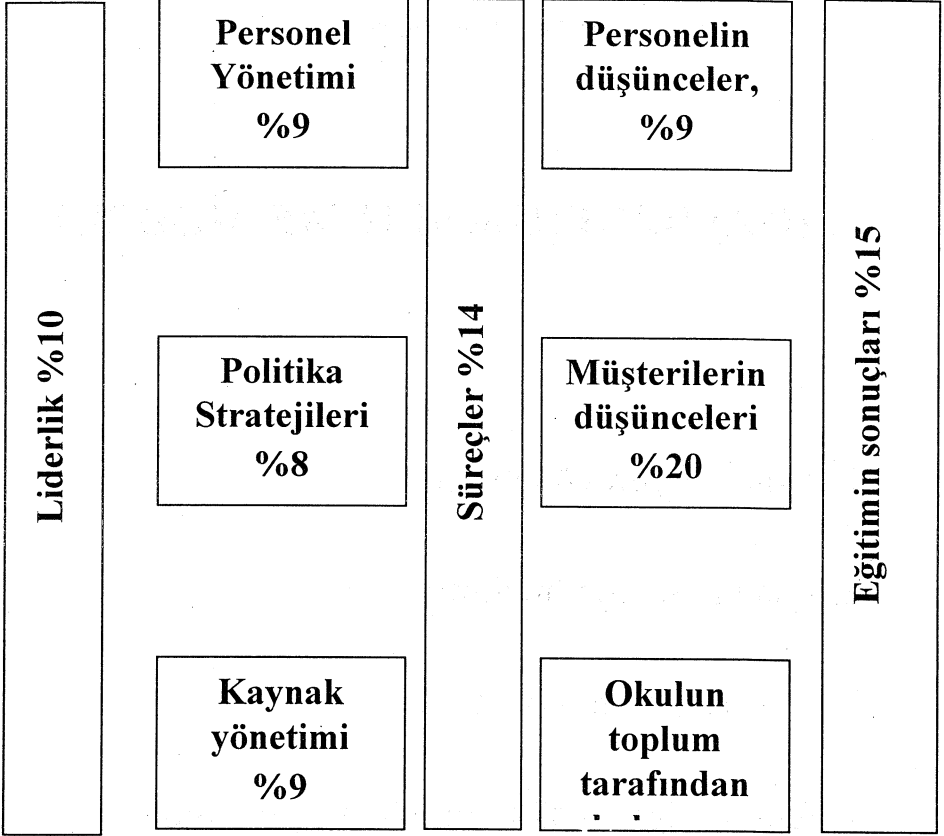 Liderlik %10
Personel
Yönetimi
%9
Politika
Stratejileri
%8
Kaynak
yönetimi
%9
Süreçler %14
Personelin
düşünceler,
%9
Müşterilerin
düşünceleri
%20
Okulun
toplum
tarafından
Eğitimin sonuçları %15